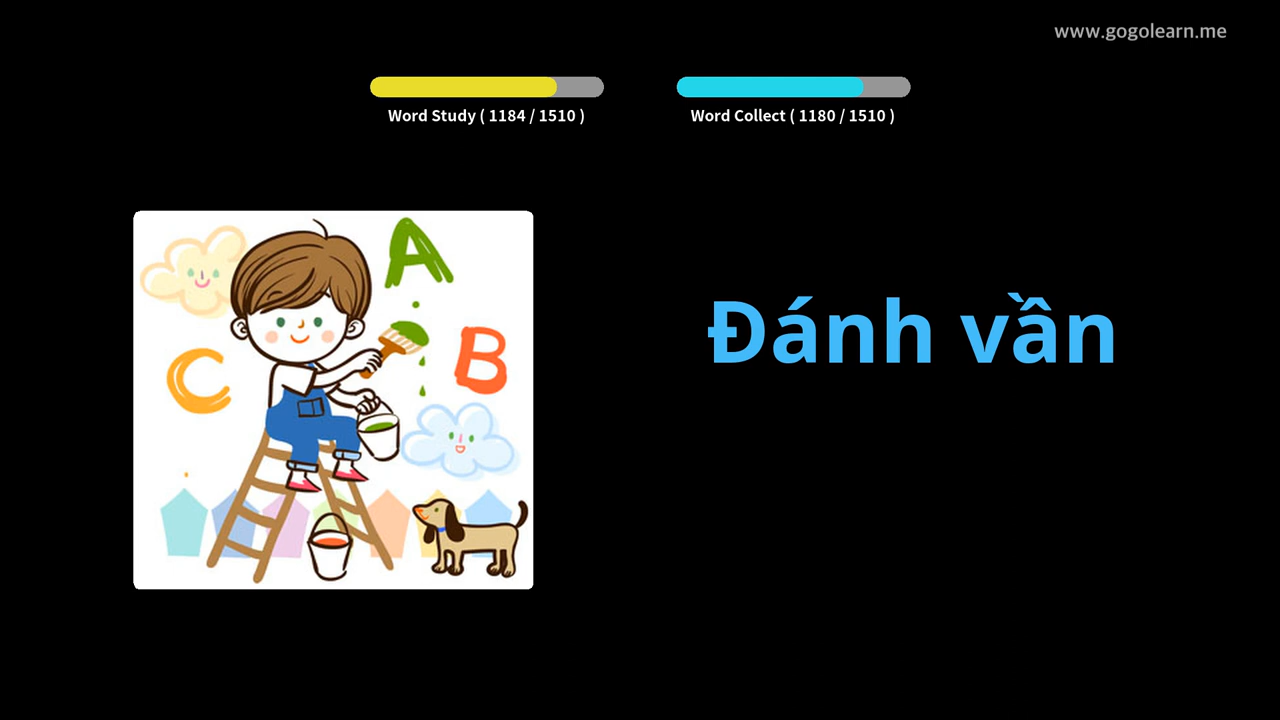 www.gogolearn.me
Word Study ( 1184 / 1510 )
Word Collect ( 1180 / 1510 )
A
B
C
Đánh vần